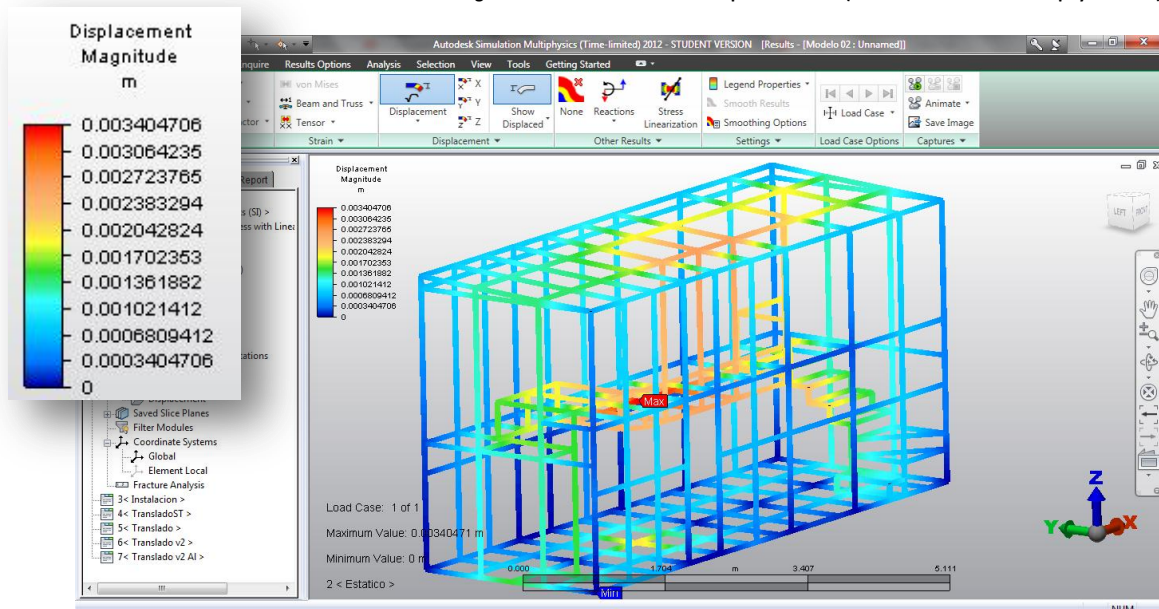 Displacement
Magnitude
m
0.003404706
0.003064235
0.002723765
0.002383294
0.002042824
0.001702353
0.001361882
0.001021412
0.0006809412
0.0003404706
0
Autodesk Simulation Multiphysics (Time-limited) 2012 - STUDENT VERSION [Results - [Modelo 02 : Unnamed]]
Results Options Analysis Selection View Tools Getting Started
von Mises
Beam and Truss
Tensor
Strain
Displacement
X
Y
Z
Show
Displaced
Displacement
None
Reactions
Stress
Linearization
Other Results
Legend Properties
Smooth Results
Smoothing Options
Settings
Load Case
Load Case Options
Animate
Save Image
Captures
Report
(SI) >
ss with Linea
Displacement
Saved Slice Planes
Filter Modules
Coordinate Systems
Global
Element Local
Fracture Analysis
3< Instalacion >
4< TransladoST >
5< Translado >
6< Translado v2 >
7< Translado v2 AI >
Displacement
Magnitude
m
0.003404706
0.003064235
0.002723765
0.002383294
0.002042824
0.001702353
0.001361882
0.001021412
0.0006809412
0.0003404706
0
Max
LEFT
Load Case: 1 of 1
Maximum Value: 0.00340471 m
Minimum Value: 0 m
2 < Estatico >
0.000 1.704 m 3.407 5.111
Min
Z
Y
X
NUM